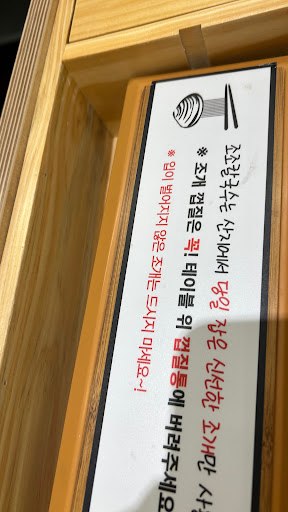 조조칼국수는 산지에서 당일 잡은 신선한 조개만 사
※ 조개 껍질은 꼭! 테이블 위 껍질통에 버려주세요
※ 입이 벌어지지 않은 조개는 드시지 마세요~!